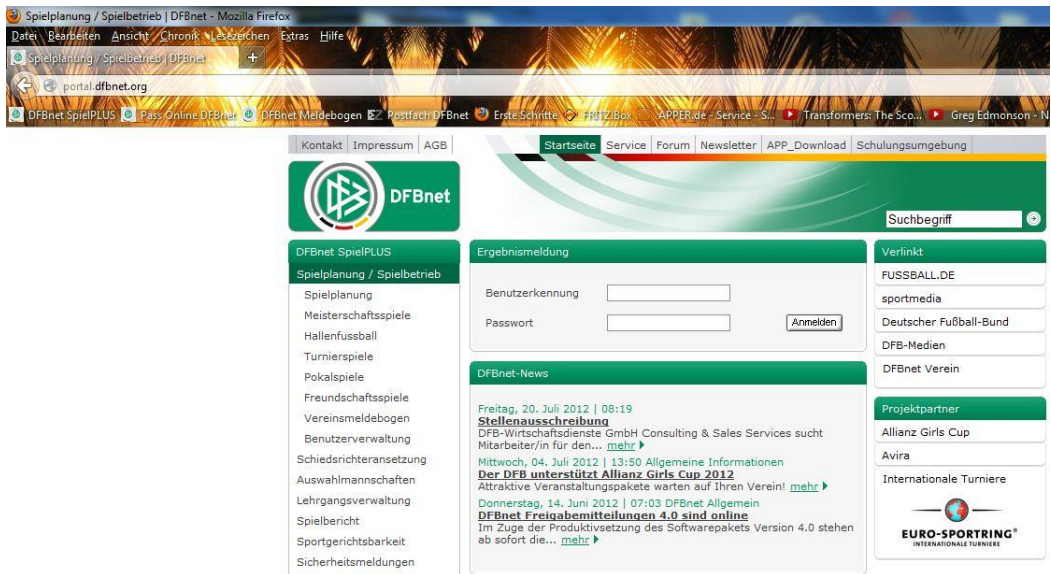 Spielplanung / Spielbetrieb | DFBnet - Mozilla Firefox
Datei Bearbeiten Ansicht Chronik Lesezeichen Extras Hilfe
Spielplanung / Spielbetrieb | DFBnet +
portal.dfbnet.org
DFBnet SpielPLUS Pass Online DFBnet DFBnet Meldebogen EZ Postfach DFBnet Erste Schritte FRITZ!Box APPER.de - Service - S... Transformers: The Sco... Greg Edmonson - N
Kontakt Impressum AGB
Startseite Service Forum Newsletter APP_Download Schulungsumgebung
DFB DFBnet
Suchbegriff
DFBnet SpielPLUS
Spielplanung / Spielbetrieb
Spielplanung
Meisterschaftsspiele
Hallenfussball
Turnierspiele
Pokalspiele
Freundschaftsspiele
Vereinsmeldebogen
Benutzerverwaltung
Schiedsrichteransetzung
Auswahlmannschaften
Lehrgangsverwaltung
Spielbericht
Sportgerichtsbarkeit
Sicherheitsmeldungen
Ergebnismeldung
Benutzerkennung
Passwort Anmelden
DFBnet-News
Freitag, 20. Juli 2012 | 08:19
Stellenausschreibung
DFB-Wirtschaftsdienste GmbH Consulting & Sales Services sucht
Mitarbeiter/in für den... mehr
Mittwoch, 04. Juli 2012 | 13:50 Allgemeine Informationen
Der DFB unterstützt Allianz Girls Cup 2012
Attraktive Veranstaltungspakete warten auf Ihren Verein! mehr
Donnerstag, 14. Juni 2012 | 07:03 DFBnet Allgemein
DFBnet Freigabemitteilungen 4.0 sind online
Im Zuge der Produktivsetzung des Softwarepakets Version 4.0 stehen
ab sofort die... mehr
Verlinkt
FUSSBALL.DE
sportmedia
Deutscher Fußball-Bund
DFB-Medien
DFBnet Verein
Projektpartner
Allianz Girls Cup
Avira
Internationale Turniere
EURO-SPORTRING®
INTERNATIONALE TURNIERE